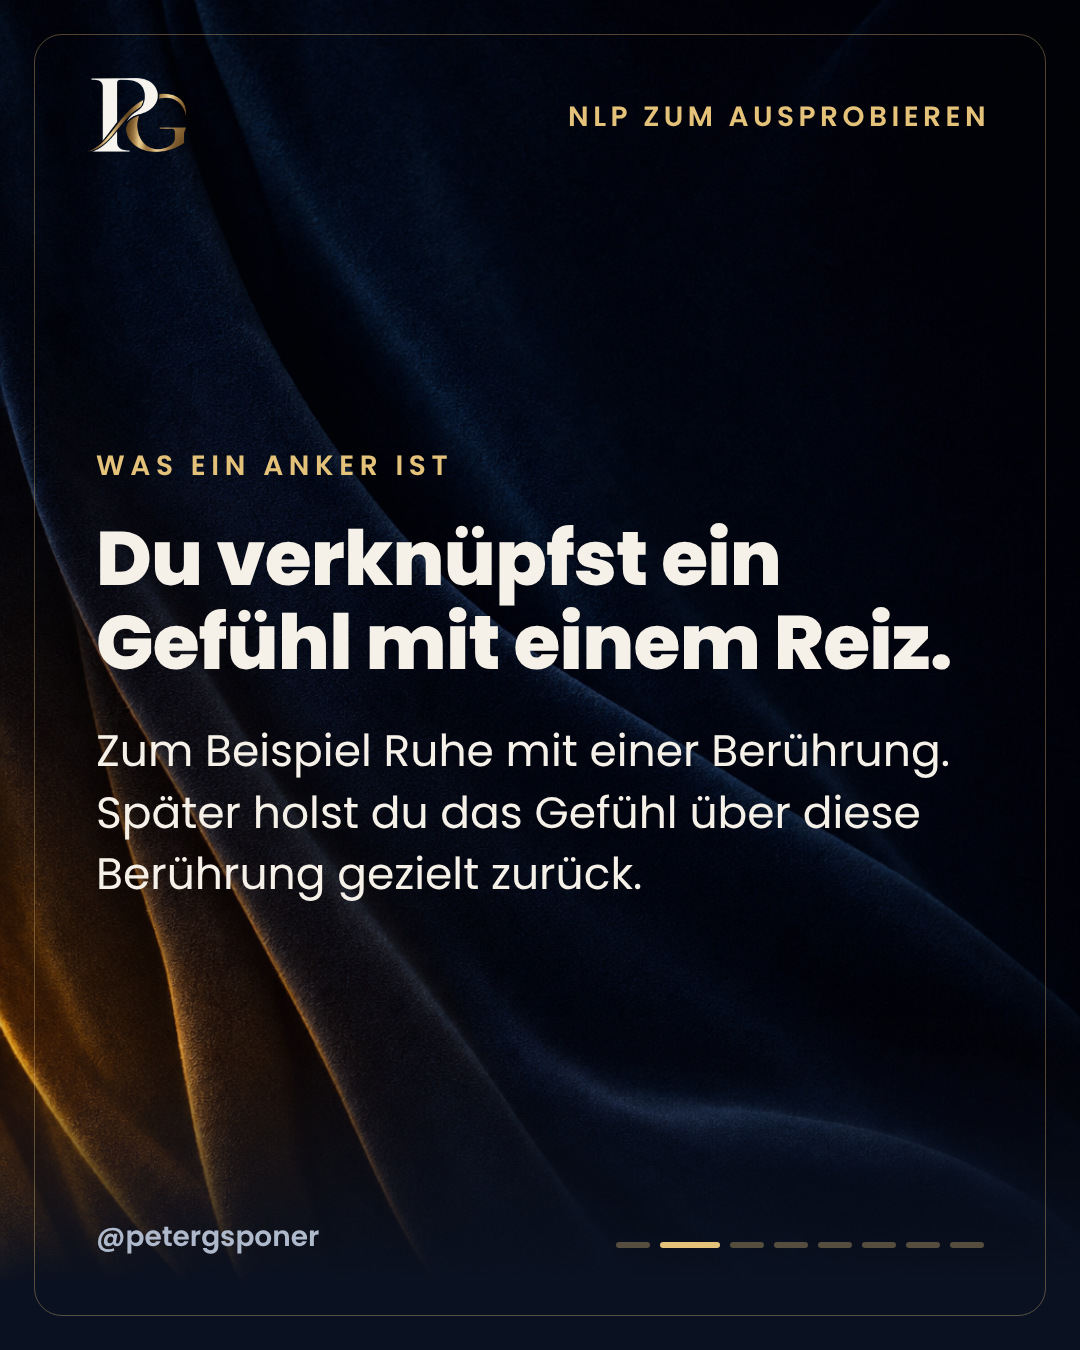 PG
NLP ZUM AUSPROBIEREN
WAS EIN ANKER IST
Du verknüpfst ein
Gefühl mit einem Reiz.
Zum Beispiel Ruhe mit einer Berührung.
Später holst du das Gefühl über diese
Berührung gezielt zurück.
@petergsponer